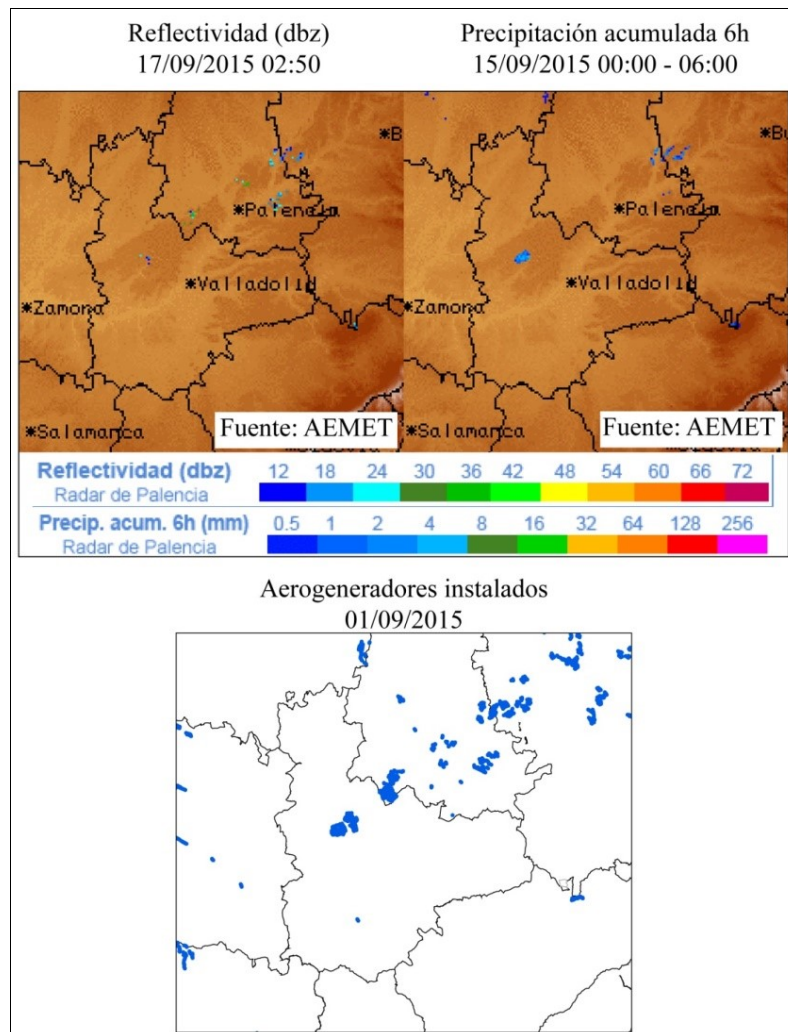 Reflectividad (dbz)
17/09/2015 02:50
Precipitación acumulada 6h
15/09/2015 00:00 - 06:00
*B
*Palencia
*Valladolid
*Zamora
*Salamanca
Fuente: AEMET
*Bu
*Palencia
*Valladolid
*Zamora
*Salamanca
Fuente: AEMET
Reflectividad (dbz)
Radar de Palencia
12 18 24 30 36 42 48 54 60 66 72
Precip. acum. 6h (mm)
Radar de Palencia
0.5 1 2 4 8 16 32 64 128 256
Aerogeneradores instalados
01/09/2015